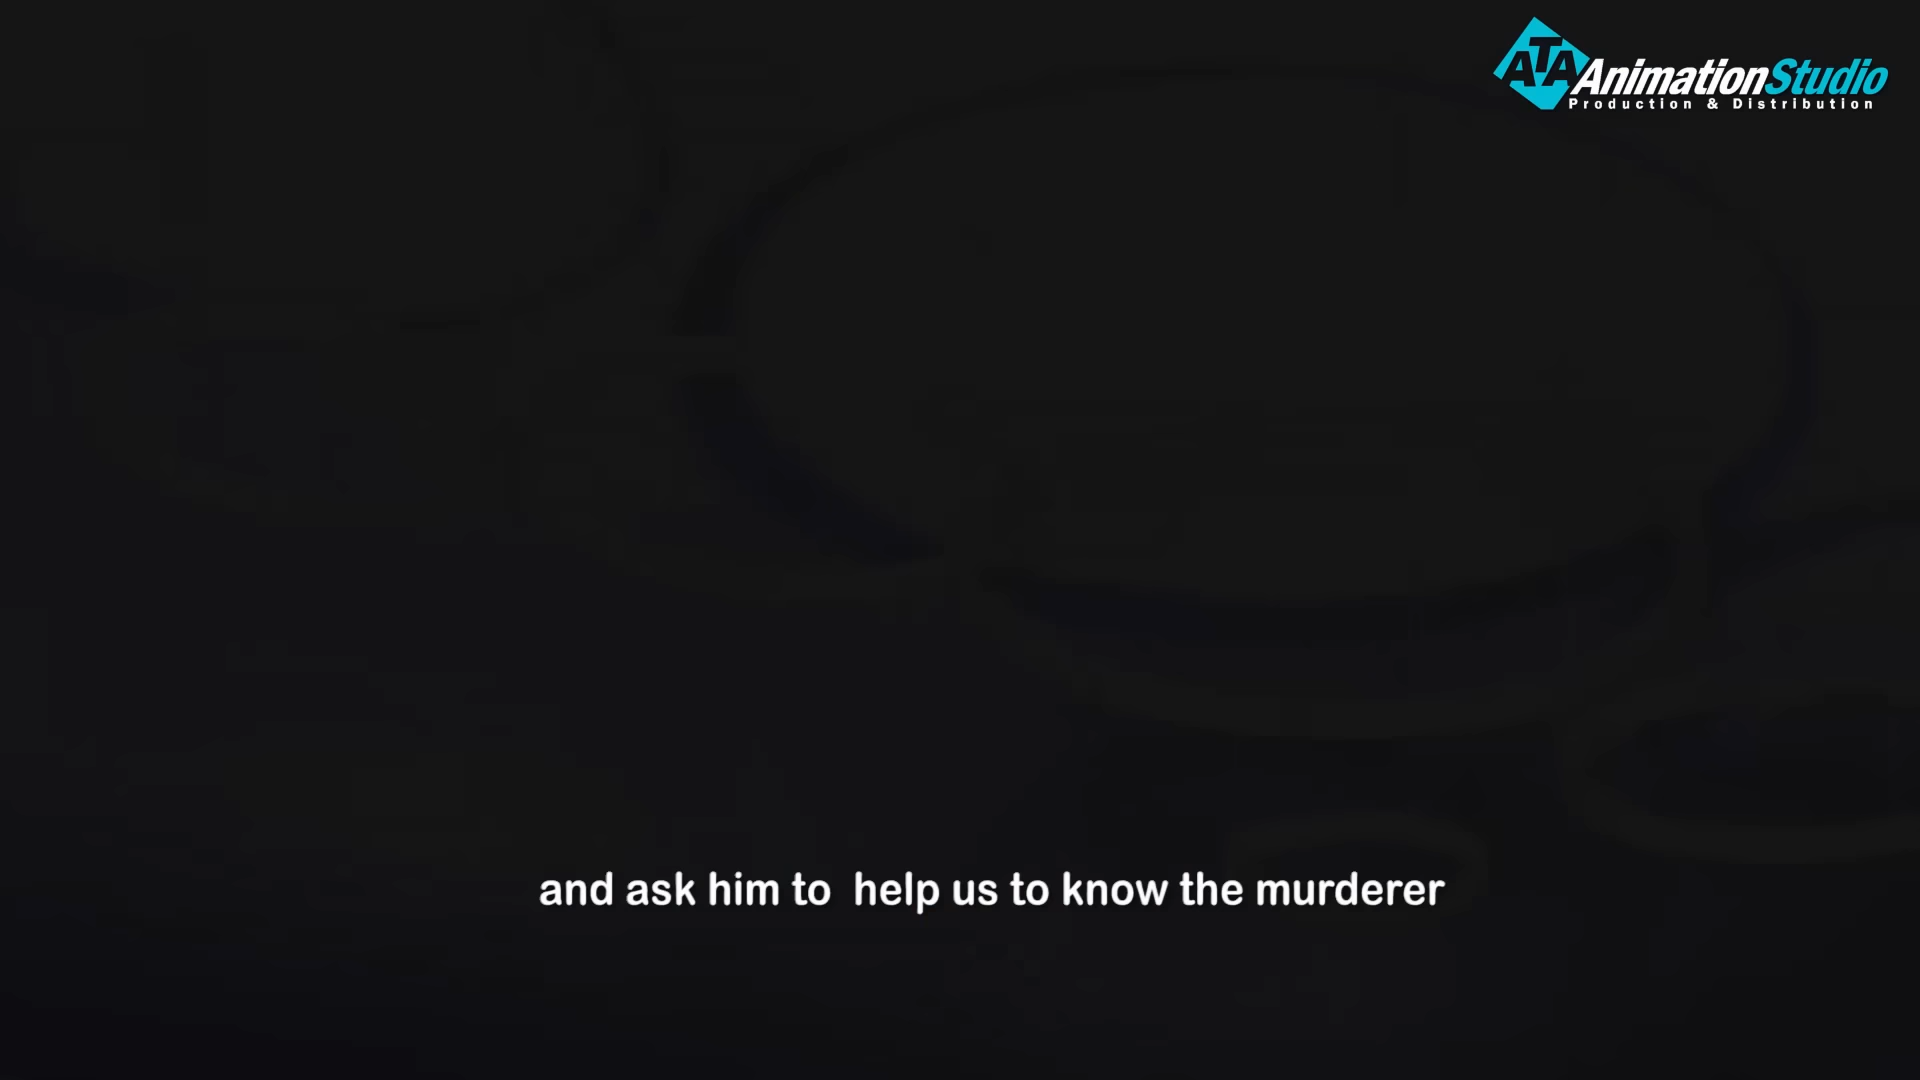 ATA AnimationStudio
Production & Distribution
and ask him to  help us to know the murderer